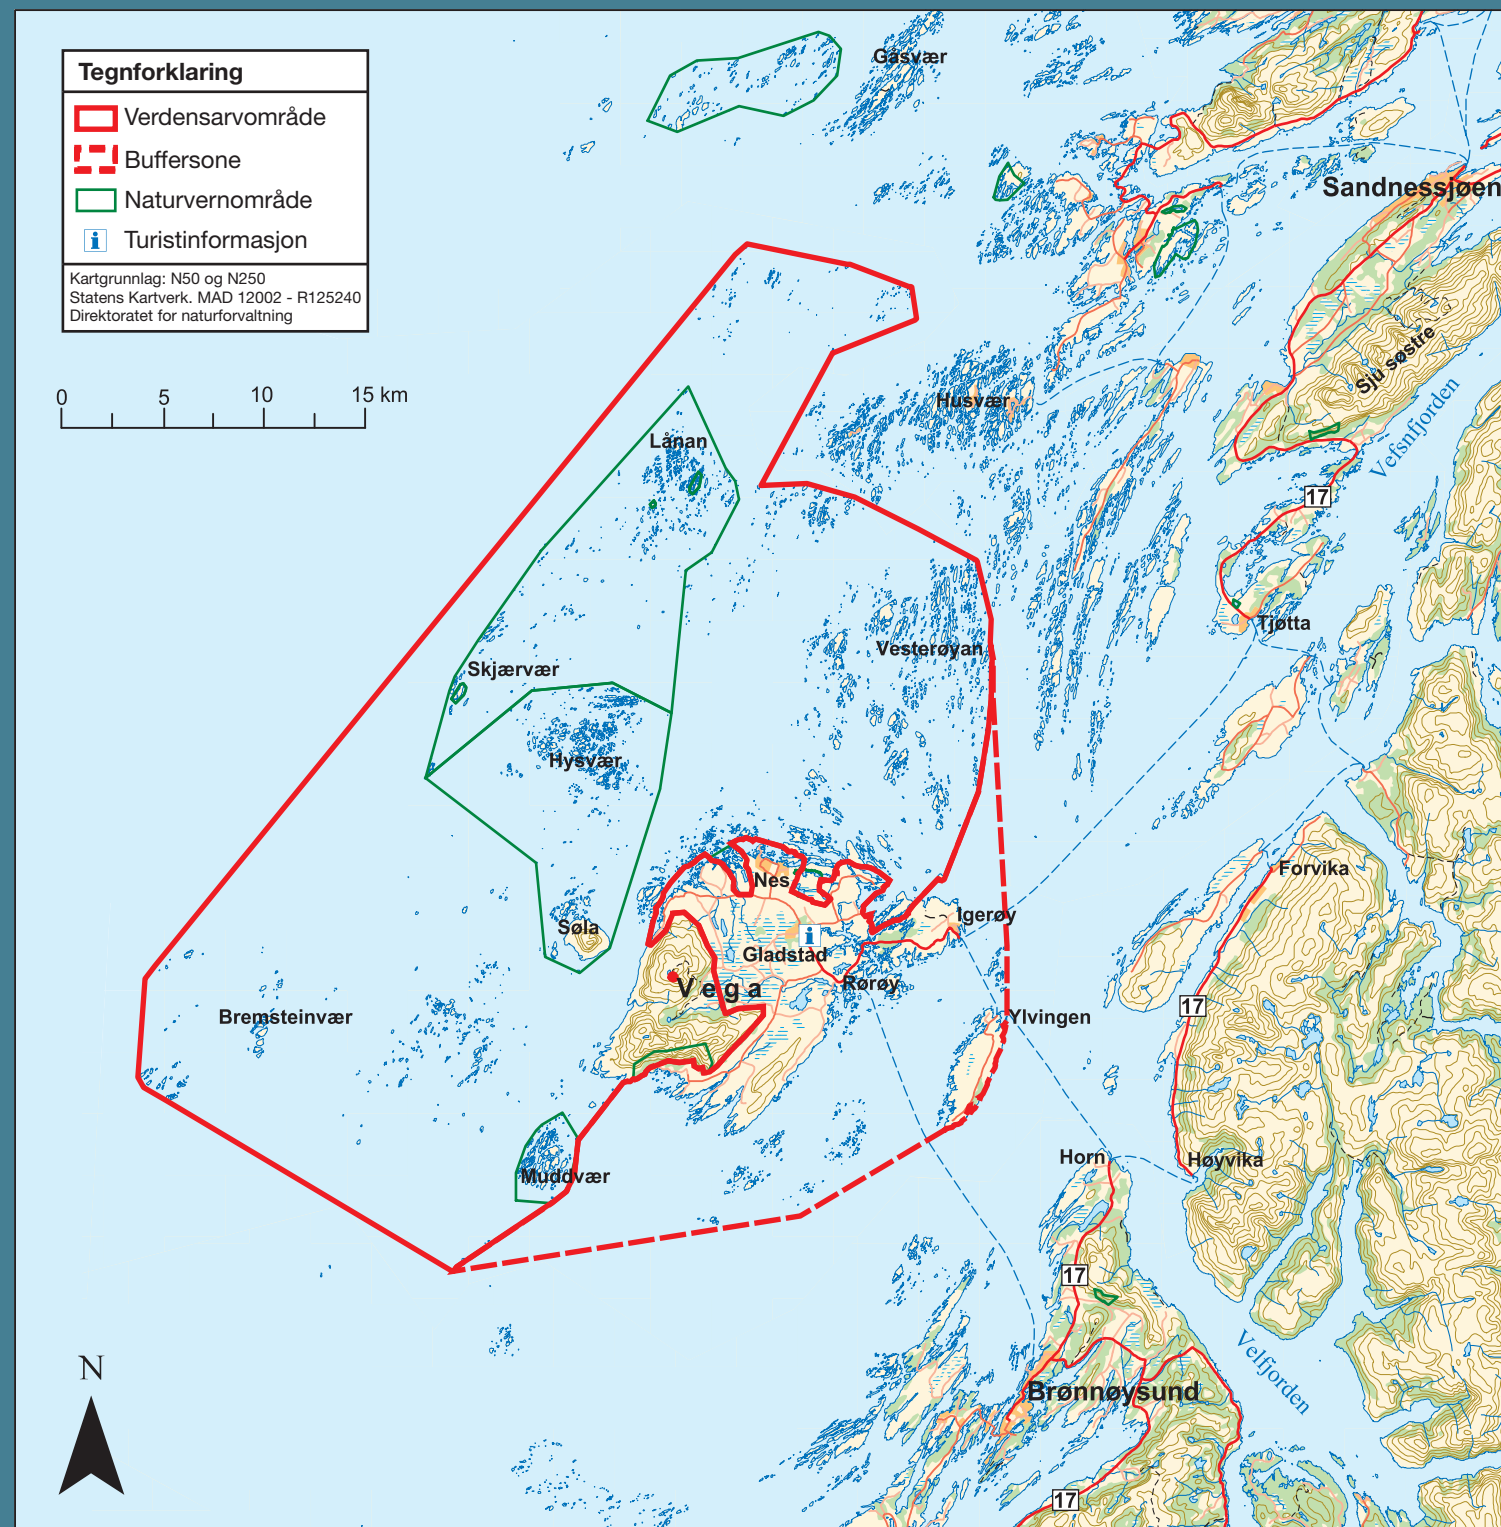 Tegnforklaring
Verdensarvområde
Buffersone
Naturvernområde
i Turistinformasjon
Kartgrunnlag: N50 og N250
Statens Kartverk. MAD 12002 - R125240
Direktoratet for naturforvaltning
0 5 10 15 km
Gåsvær
Sandnessjøen
Sju søstre
Husvær
Vefsnfjorden
Lånan
17
Tjøtta
Vesterøyan
Skjærvær
Hysvær
Forvika
Nes
Igerøy
Søla
i
Gladstad
Rørøy
Vega
17
Bremsteinvær
Ylvingen
Horn
Høyvika
Muddvær
17
Velfjorden
N
Brønnøysund
17